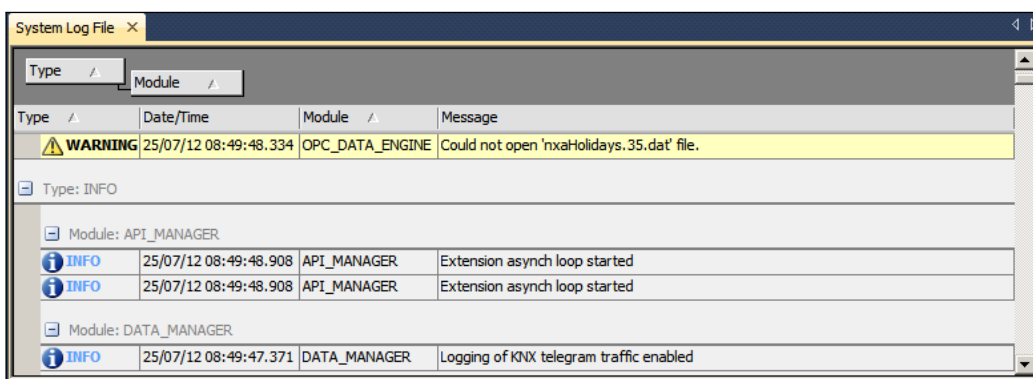 System Log File
Type
Module
Type Date/Time Module Message
WARNING 25/07/12 08:49:48.334 OPC_DATA_ENGINE Could not open 'nxaHolidays.35.dat' file.
Type: INFO
Module: API_MANAGER
INFO 25/07/12 08:49:48.908 API_MANAGER Extension asynch loop started
INFO 25/07/12 08:49:48.908 API_MANAGER Extension asynch loop started
Module: DATA_MANAGER
INFO 25/07/12 08:49:47.371 DATA_MANAGER Logging of KNX telegram traffic enabled